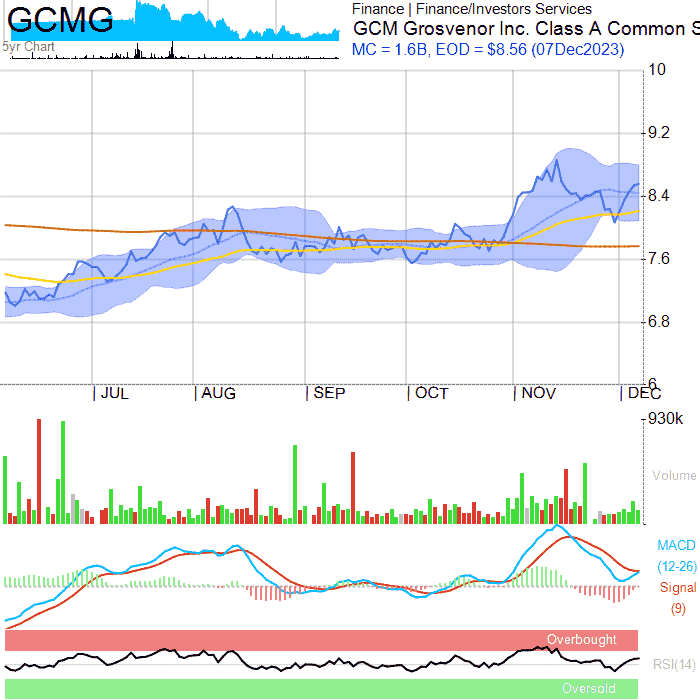 GCMG
5yr Chart
Finance | Finance/Investors Services
GCM Grosvenor Inc. Class A Common S
MC = 1.6B, EOD = $8.56 (07Dec2023)
10
9.2
8.4
7.6
6.8
6
JUL
AUG
SEP
OCT
NOV
DEC
930k
Volume
MACD
(12-26)
Signal
(9)
Overbought
RSI(14)
Oversold